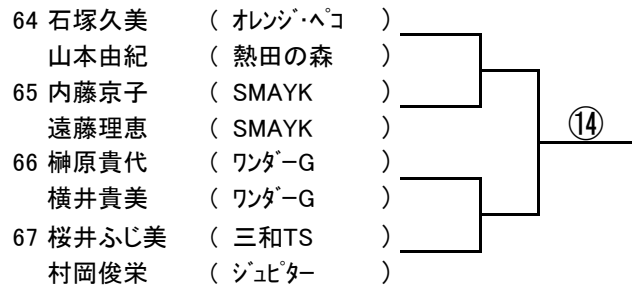 64 石塚久美 ( オレンジ・ペコ )
山本由紀 ( 熱田の森 )
65 内藤京子 ( SMAYK )
遠藤理恵 ( SMAYK )
⑭
66 榊原貴代 ( ワンダーG )
横井貴美 ( ワンダーG )
67 桜井ふじ美 ( 三和TS )
村岡俊栄 ( ジュピター )